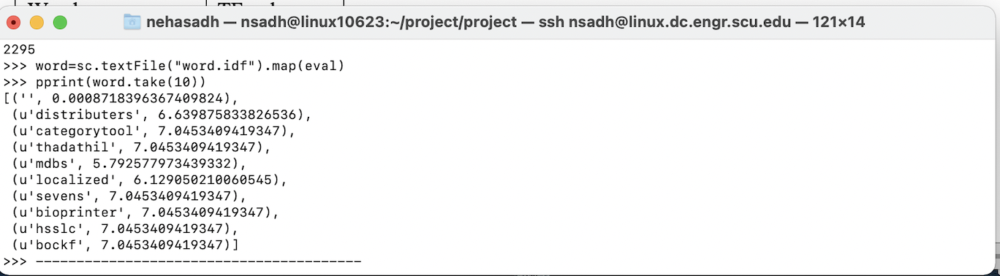 nehasadh — nsadh@linux10623:~/project/project — ssh nsadh@linux.dc.engr.scu.edu — 121×14
2295
>>> word=sc.textFile("word.idf").map(eval)
>>> pprint(word.take(10))
[('', 0.0008718396367409824),
 (u'distributers', 6.639875833826536),
 (u'categorytool', 7.0453409419347),
 (u'thadathil', 7.0453409419347),
 (u'mdbs', 5.792577973439332),
 (u'localized', 6.129050210060545),
 (u'sevens', 7.0453409419347),
 (u'bioprinter', 7.0453409419347),
 (u'hsslc', 7.0453409419347),
 (u'bockf', 7.0453409419347)]
>>> ----------------------------------------